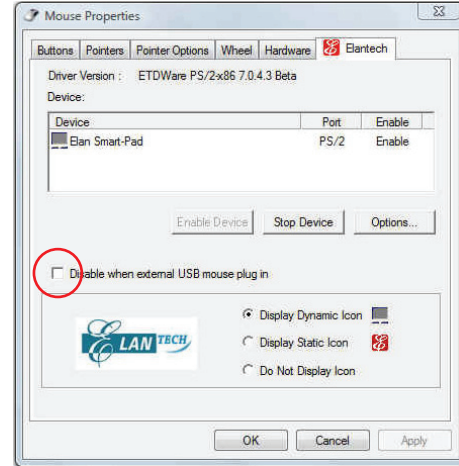 Mouse Properties
Buttons Pointers Pointer Options Wheel Hardware Elantech
Driver Version : ETDWare PS/2-x86 7.0.4.3 Beta
Device:
Device Port Enable
Elan Smart-Pad PS/2 Enable
Enable Device Stop Device Options...
Disable when external USB mouse plug in
Display Dynamic Icon
ELAN TECH
Display Static Icon
Do Not Display Icon
OK Cancel Apply